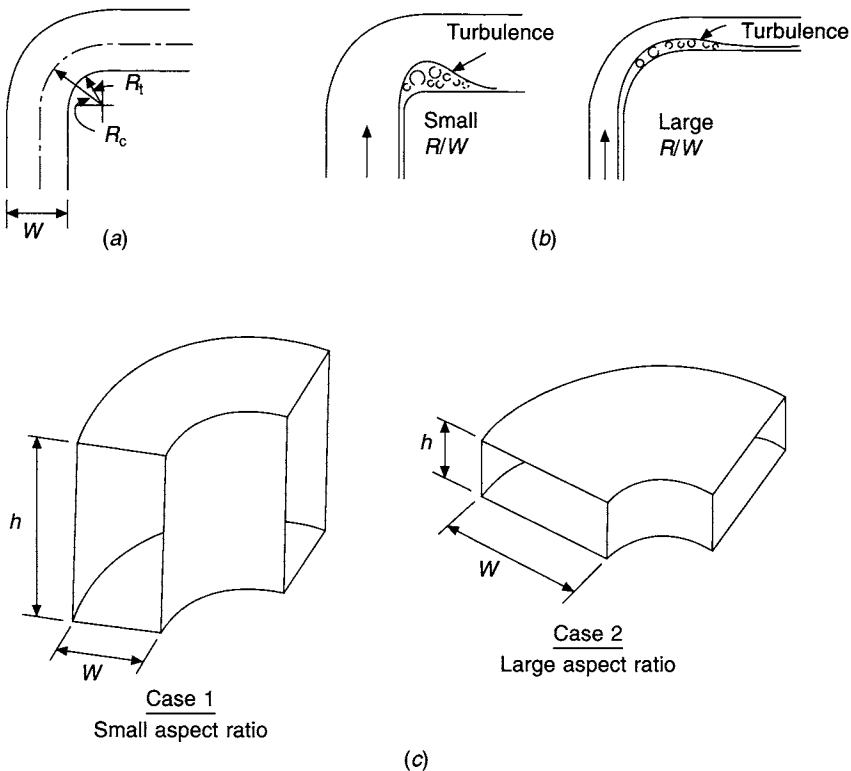 R_t
R_c
W
(a)
Turbulence
Small
R/W
Turbulence
Large
R/W
(b)
h
W
Case 1
Small aspect ratio
h
W
Case 2
Large aspect ratio
(c)